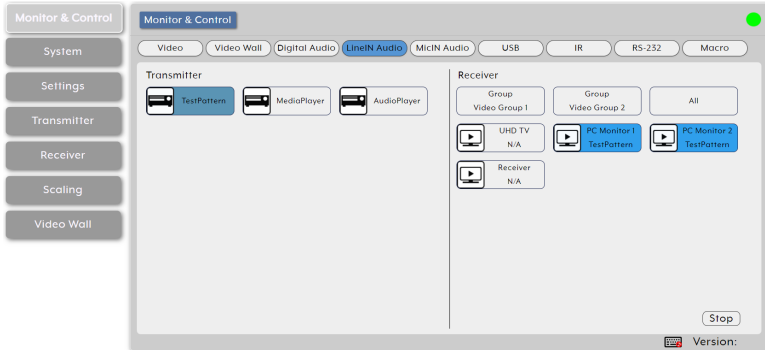 Monitor & Control
System
Settings
Transmitter
Receiver
Scaling
Video Wall
Monitor & Control
Video
Video Wall
Digital Audio
LineIN Audio
MicIN Audio
USB
IR
RS-232
Macro
Transmitter
TestPattern
MediaPlayer
AudioPlayer
Receiver
Group
Video Group 1
Group
Video Group 2
All
UHD TV
N/A
PC Monitor 1
TestPattern
PC Monitor 2
TestPattern
Receiver
N/A
Stop
Version: